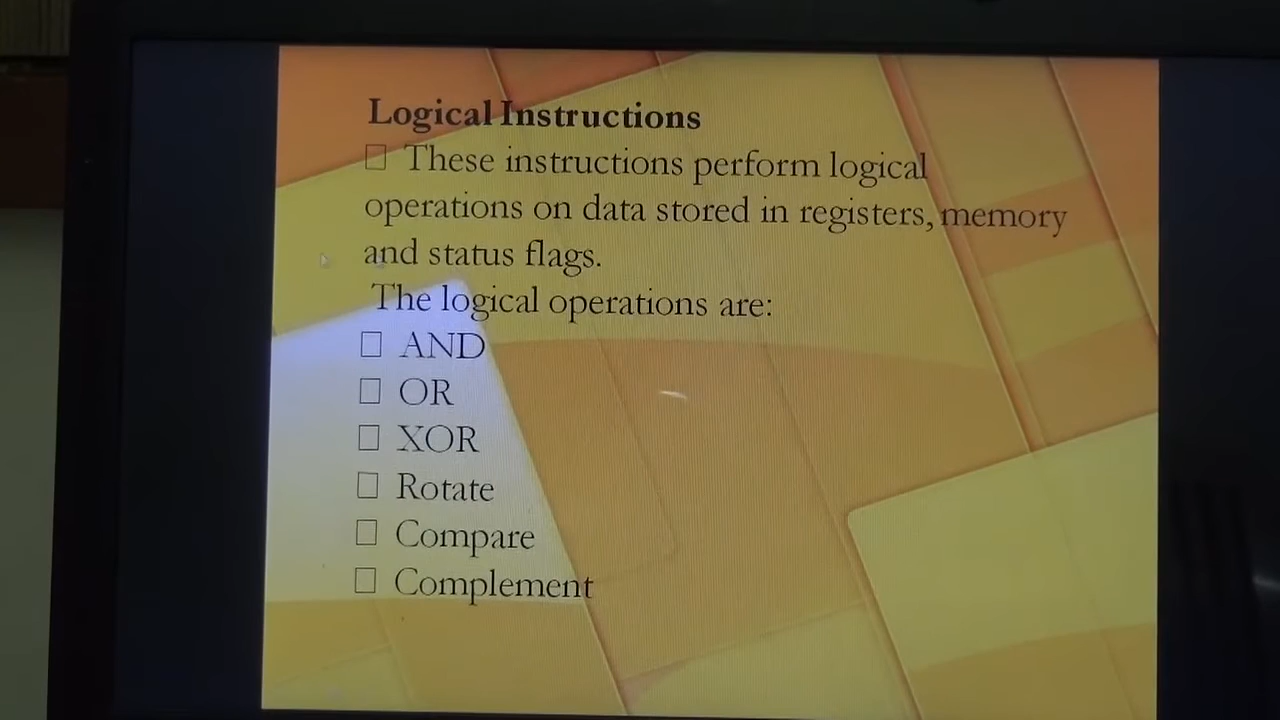 Logical Instructions
□ These instructions perform logical
operations on data stored in registers, memory
and status flags.
The logical operations are:
□ AND
□ OR
□ XOR
□ Rotate
□ Compare
□ Complement